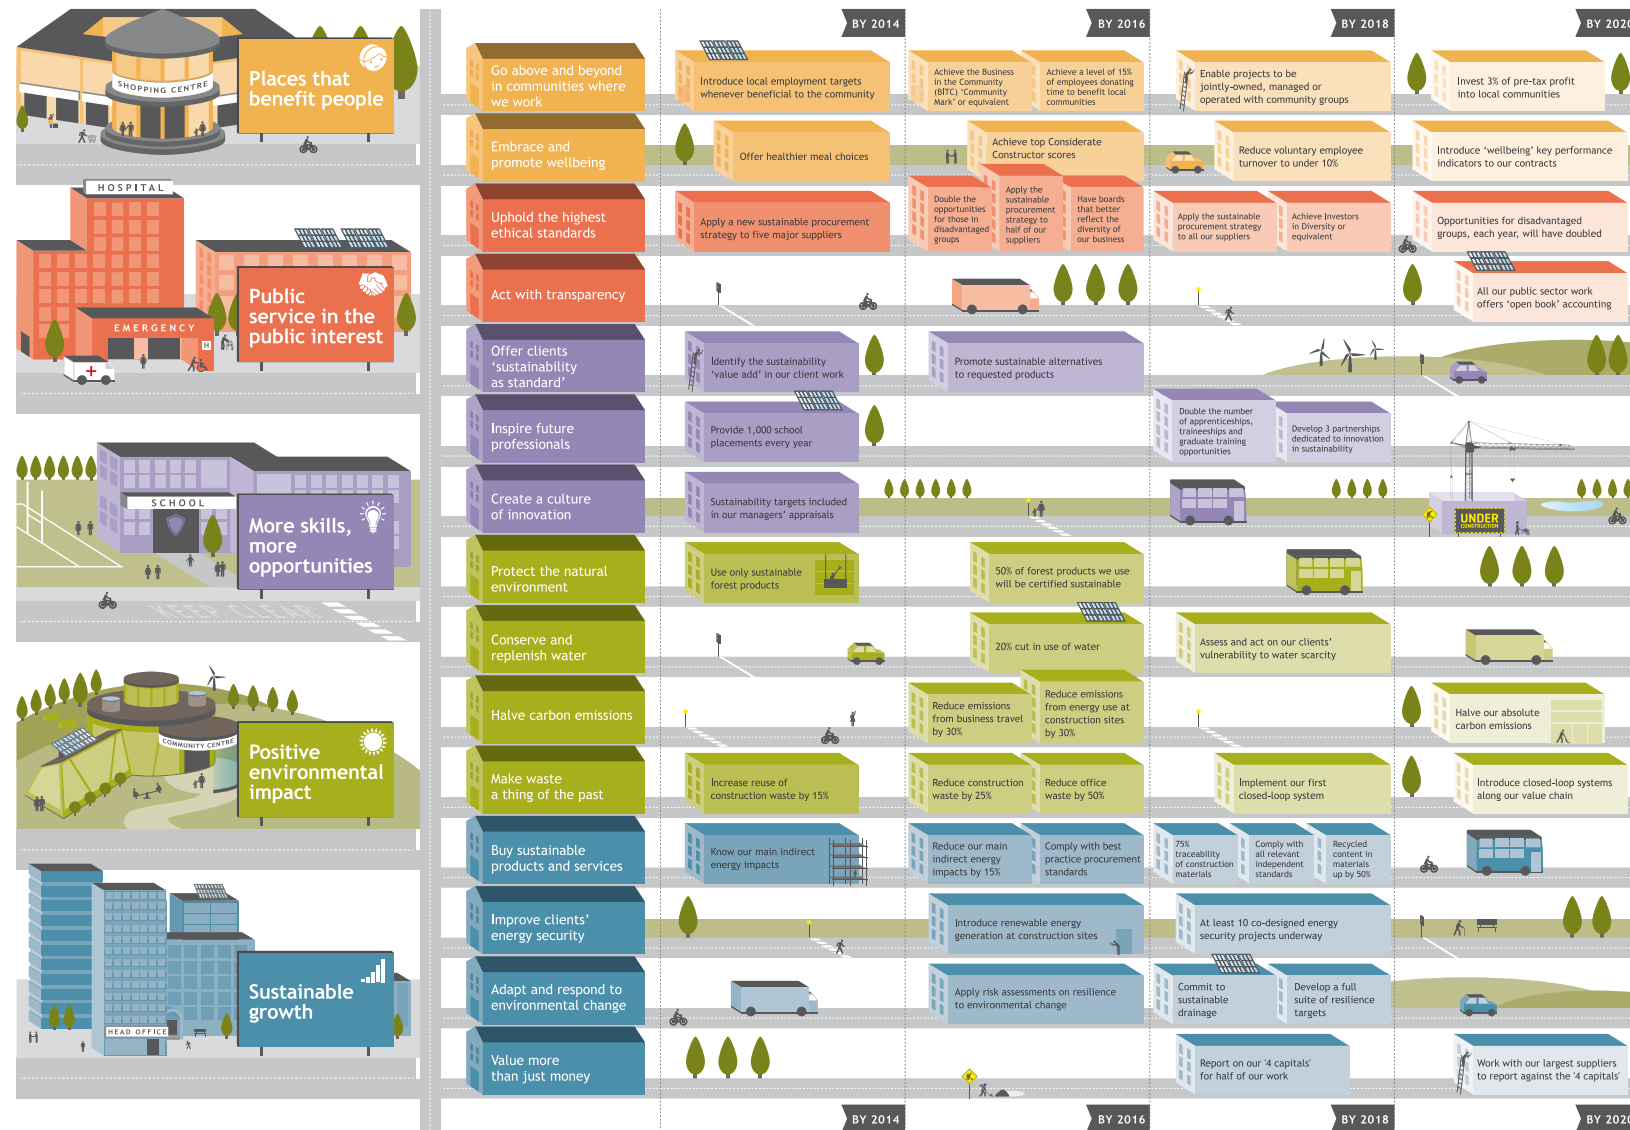 BY 2014
BY 2016
BY 2018
BY 2020
SHOPPING CENTRE
Places that
benefit people
Go above and beyond
in communities where
we work
Introduce local employment targets
whenever beneficial to the community
Achieve the Business
in the Community
(BITC) ‘Community
Mark’ or equivalent
Achieve a level of 15%
of employees donating
time to benefit local
communities
Enable projects to be
jointly-owned, managed or
operated with community groups
Invest 3% of pre-tax profit
into local communities
Embrace and
promote wellbeing
Offer healthier meal choices
Achieve top Considerate
Constructor scores
Reduce voluntary employee
turnover to under 10%
Introduce ‘wellbeing’ key performance
indicators to our contracts
HOSPITAL
EMERGENCY
H
Public
service in the
public interest
Uphold the highest
ethical standards
Apply a new sustainable procurement
strategy to five major suppliers
Double the
opportunities
for those in
disadvantaged
groups
Apply the
sustainable
procurement
strategy to
half of our
suppliers
Have boards
that better
reflect the
diversity of
our business
Apply the sustainable
procurement strategy
to all our suppliers
Achieve Investors
in Diversity or
equivalent
Opportunities for disadvantaged
groups, each year, will have doubled
Act with transparency
All our public sector work
offers ‘open book’ accounting
SCHOOL
KEEP CLEAR
More skills,
more
opportunities
Offer clients
‘sustainability
as standard’
Identify the sustainability
‘value add’ in our client work
Promote sustainable alternatives
to requested products
Inspire future
professionals
Provide 1,000 school
placements every year
Double the number
of apprenticeships,
traineeships and
graduate training
opportunities
Develop 3 partnerships
dedicated to innovation
in sustainability
Create a culture
of innovation
Sustainability targets included
in our managers’ appraisals
UNDER
CONSTRUCTION
COMMUNITY CENTRE
Positive
environmental
impact
Protect the natural
environment
Use only sustainable
forest products
50% of forest products we use
will be certified sustainable
Conserve and
replenish water
20% cut in use of water
Assess and act on our clients’
vulnerability to water scarcity
Halve carbon emissions
Reduce emissions
from business travel
by 30%
Reduce emissions
from energy use at
construction sites
by 30%
Halve our absolute
carbon emissions
Make waste
a thing of the past
Increase reuse of
construction waste by 15%
Reduce construction
waste by 25%
Reduce office
waste by 50%
Implement our first
closed-loop system
Introduce closed-loop systems
along our value chain
HEAD OFFICE
Sustainable
growth
Buy sustainable
products and services
Know our main indirect
energy impacts
Reduce our main
indirect energy
impacts by 15%
Comply with best
practice procurement
standards
75%
traceability
of construction
materials
Comply with
all relevant
independent
standards
Recycled
content in
materials
up by 50%
Improve clients’
energy security
Introduce renewable energy
generation at construction sites
At least 10 co-designed energy
security projects underway
Adapt and respond to
environmental change
Apply risk assessments on resilience
to environmental change
Commit to
sustainable
drainage
Develop a full
suite of resilience
targets
Value more
than just money
Report on our '4 capitals'
for half of our work
Work with our largest suppliers
to report against the '4 capitals'
BY 2014
BY 2016
BY 2018
BY 2020